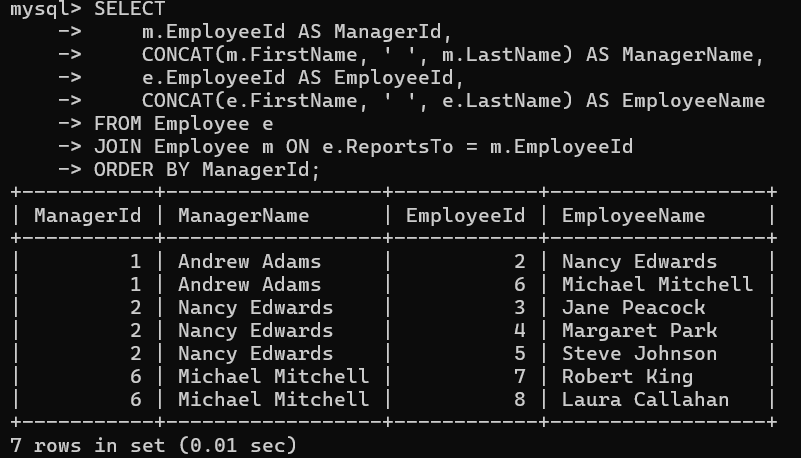 mysql> SELECT
    ->     m.EmployeeId AS ManagerId,
    ->     CONCAT(m.FirstName, ' ', m.LastName) AS ManagerName,
    ->     e.EmployeeId AS EmployeeId,
    ->     CONCAT(e.FirstName, ' ', e.LastName) AS EmployeeName
    -> FROM Employee e
    -> JOIN Employee m ON e.ReportsTo = m.EmployeeId
    -> ORDER BY ManagerId;
+-----------+------------------+------------+------------------+
| ManagerId | ManagerName      | EmployeeId | EmployeeName     |
+-----------+------------------+------------+------------------+
|         1 | Andrew Adams     |          2 | Nancy Edwards    |
|         1 | Andrew Adams     |          6 | Michael Mitchell |
|         2 | Nancy Edwards    |          3 | Jane Peacock     |
|         2 | Nancy Edwards    |          4 | Margaret Park    |
|         2 | Nancy Edwards    |          5 | Steve Johnson    |
|         6 | Michael Mitchell |          7 | Robert King      |
|         6 | Michael Mitchell |          8 | Laura Callahan   |
+-----------+------------------+------------+------------------+
7 rows in set (0.01 sec)